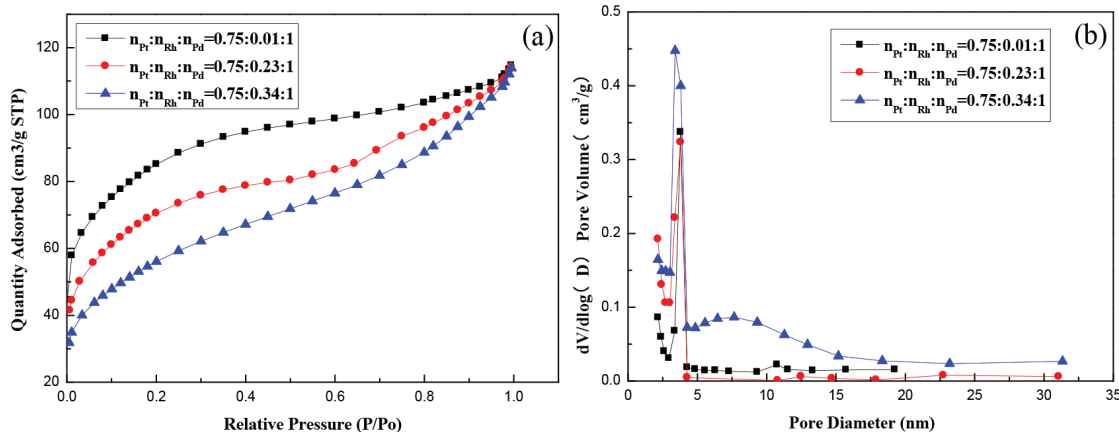 (a)
n_Pt:n_Rh:n_Pd=0.75:0.01:1
n_Pt:n_Rh:n_Pd=0.75:0.23:1
n_Pt:n_Rh:n_Pd=0.75:0.34:1
120
100
80
60
40
20
0.0
0.2
0.4
0.6
0.8
1.0
Quantity Adsorbed (cm3/g STP)
Relative Pressure (P/Po)
(b)
n_Pt:n_Rh:n_Pd=0.75:0.01:1
n_Pt:n_Rh:n_Pd=0.75:0.23:1
n_Pt:n_Rh:n_Pd=0.75:0.34:1
0.5
0.4
0.3
0.2
0.1
0.0
0
5
10
15
20
25
30
35
dV/dlog( D) Pore Volume( cm³/g)
Pore Diameter (nm)